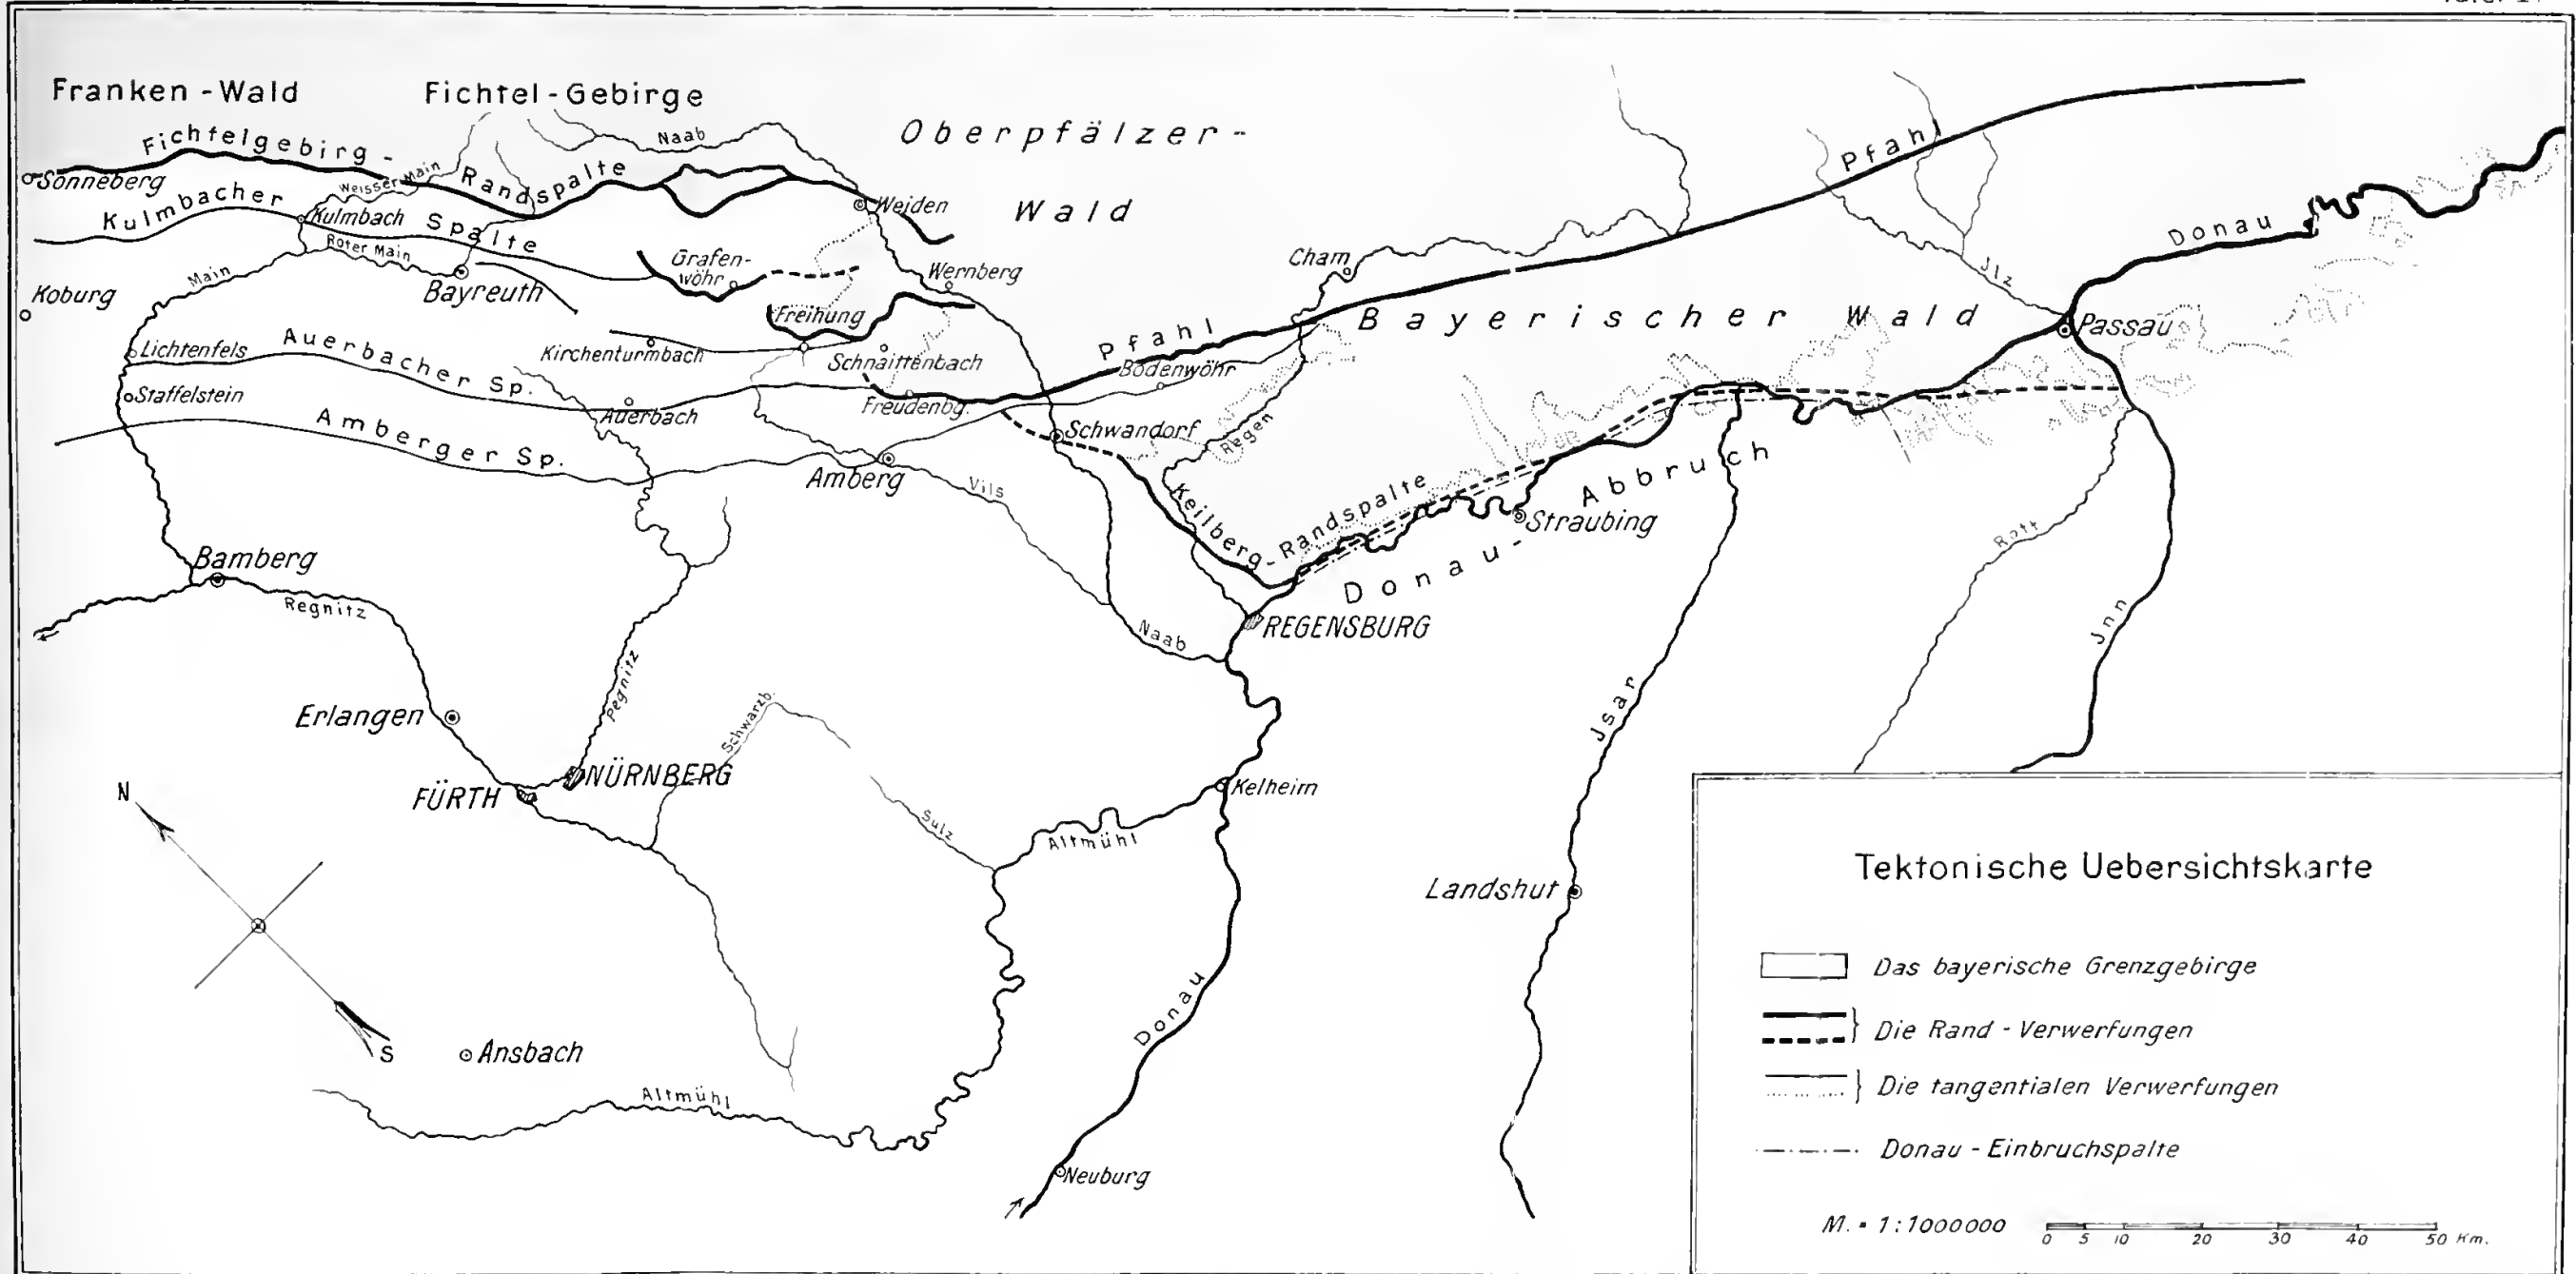 Franken - Wald
Fichtel - Gebirge
Oberpfälzer -
Wald
Fichtelgebirg - Randspalte
Naab
Weisser Main
Sonneberg
Kulmbacher Spalte
Kulmbach
Roter Main
Main
Koburg
Bayreuth
Weiden
Grafen-
wöhr
Wernberg
Freihung
Cham
Pfahl
Pfahl
Donau
Jlz
Bayerischer Wald
Passau
Lichtenfels
Auerbacher Sp.
Kirchenturmbach
Schnaittenbach
Bodenwöhr
Staffelstein
Auerbach
Freudenbg.
Amberger Sp.
Schwandorf
Regen
Amberg
Vils
Keilberg - Randspalte
Donau - Abbruch
Straubing
Bamberg
Regnitz
Rott
Jnn
REGENSBURG
Naab
Pegnitz
Schwarzb.
Jsar
Erlangen
NÜRNBERG
FÜRTH
Kelheim
Sulz
Altmühl
Landshut
N
S
Donau
Ansbach
Altmühl
Neuburg
Tektonische Uebersichtskarte
Das bayerische Grenzgebirge
Die Rand - Verwerfungen
Die tangentialen Verwerfungen
Donau - Einbruchspalte
M. = 1:1000000
0 5 10 20 30 40 50 Km.